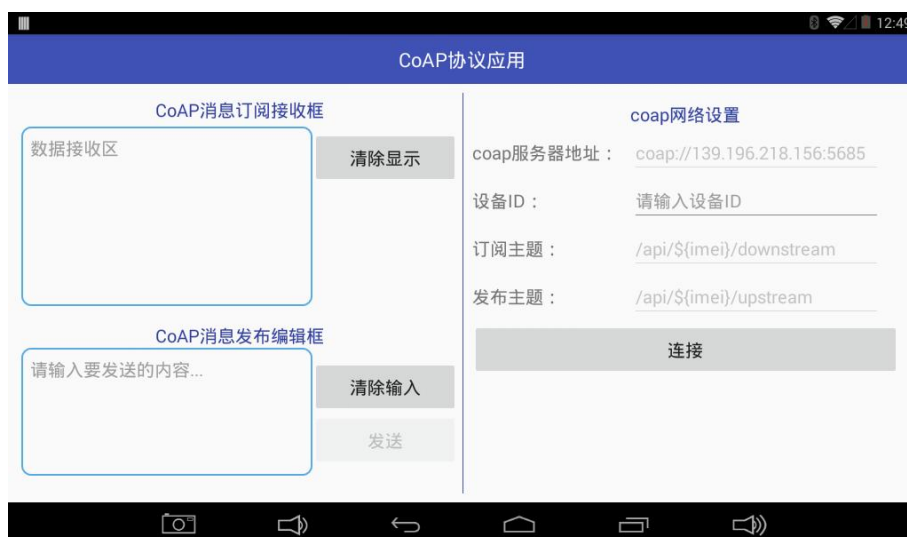 12:49
CoAP协议应用
CoAP消息订阅接收框
数据接收区
清除显示
CoAP消息发布编辑框
请输入要发送的内容...
清除输入
发送
coap网络设置
coap服务器地址： coap://139.196.218.156:5685
设备ID： 请输入设备ID
订阅主题： /api/${imei}/downstream
发布主题： /api/${imei}/upstream
连接